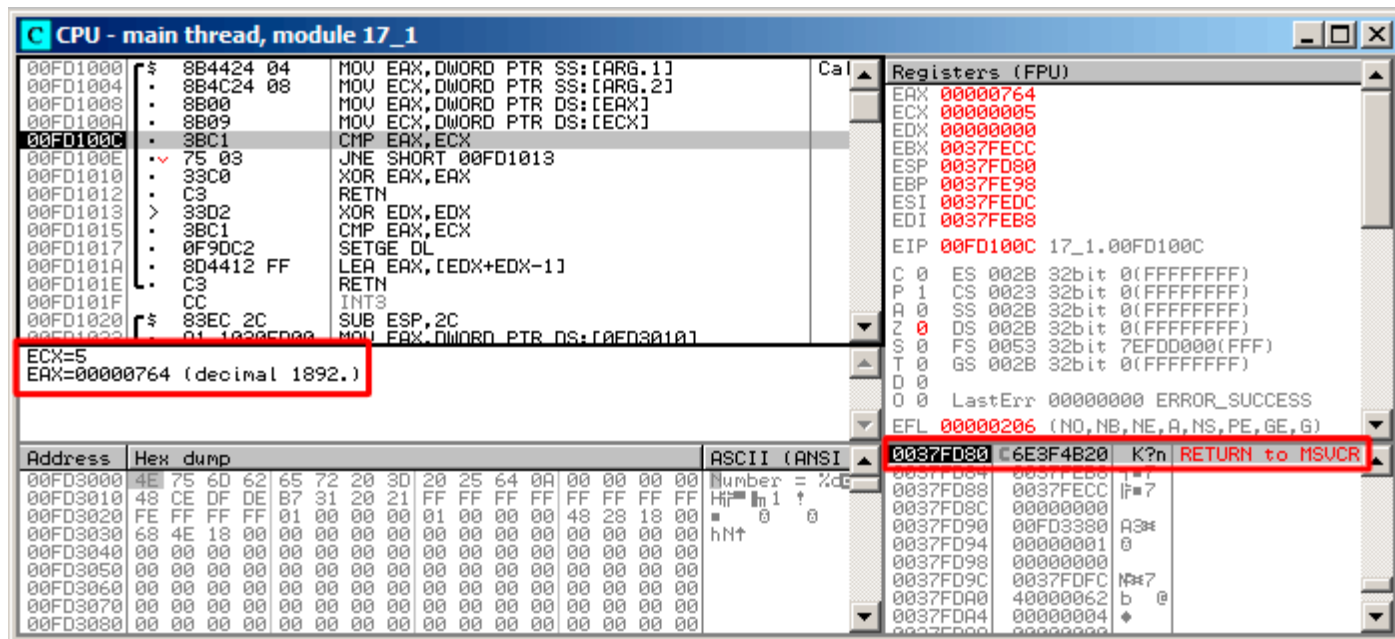 C CPU - main thread, module 17_1
00FD1000 $ 8B4424 04 MOV EAX,DWORD PTR SS:[ARG.1] Cal
00FD1004 . 8B4C24 08 MOV ECX,DWORD PTR SS:[ARG.2]
00FD1008 . 8B00 MOV EAX,DWORD PTR DS:[EAX]
00FD100A . 8B09 MOV ECX,DWORD PTR DS:[ECX]
00FD100C . 3BC1 CMP EAX,ECX
00FD100E . 75 03 JNE SHORT 00FD1013
00FD1010 . 33C0 XOR EAX,EAX
00FD1012 . C3 RETN
00FD1013 > 33D2 XOR EDX,EDX
00FD1015 . 3BC1 CMP EAX,ECX
00FD1017 . 0F9DC2 SETGE DL
00FD101A . 8D4412 FF LEA EAX,[EDX+EDX-1]
00FD101E . C3 RETN
00FD101F CC INT3
00FD1020 $ 83EC 2C SUB ESP,2C
MOV EAX,DWORD PTR DS:[0FD3010]
ECX=5
EAX=00000764 (decimal 1892.)
Registers (FPU)
EAX 00000764
ECX 00000005
EDX 00000000
EBX 0037FECC
ESP 0037FD80
EBP 0037FE98
ESI 0037FEDC
EDI 0037FEB8
EIP 00FD100C 17_1.00FD100C
C 0 ES 002B 32bit 0(FFFFFFFF)
P 1 CS 0023 32bit 0(FFFFFFFF)
A 0 SS 002B 32bit 0(FFFFFFFF)
Z 0 DS 002B 32bit 0(FFFFFFFF)
S 0 FS 0053 32bit 7EFDD000(FFF)
T 0 GS 002B 32bit 0(FFFFFFFF)
D 0
O 0 LastErr 00000000 ERROR_SUCCESS
EFL 00000206 (NO,NB,NE,A,NS,PE,GE,G)
Address Hex dump ASCII (ANSI
00FD3000 4E 75 6D 62 65 72 20 3D 20 25 64 0A 00 00 00 00 Number = %d
00FD3010 48 CE DF DE B7 31 20 21 FF FF FF FF FF FF FF FF
00FD3020 FE FF FF FF 01 00 00 00 01 00 00 00 48 28 18 00
00FD3030 68 4E 18 00 00 00 00 00 00 00 00 00 00 00 00 00 hN↑
00FD3040 00 00 00 00 00 00 00 00 00 00 00 00 00 00 00 00
00FD3050 00 00 00 00 00 00 00 00 00 00 00 00 00 00 00 00
00FD3060 00 00 00 00 00 00 00 00 00 00 00 00 00 00 00 00
00FD3070 00 00 00 00 00 00 00 00 00 00 00 00 00 00 00 00
00FD3080 00 00 00 00 00 00 00 00 00 00 00 00 00 00 00 00
0037FD80 6E3F4B20 K?n RETURN to MSVCR
0037FD88 0037FECC
0037FD8C 00000000
0037FD90 00FD3380
0037FD94 00000001
0037FD98 00000000
0037FD9C 0037FDFC
0037FDA0 40000062 b @
0037FDA4 00000004 ♦